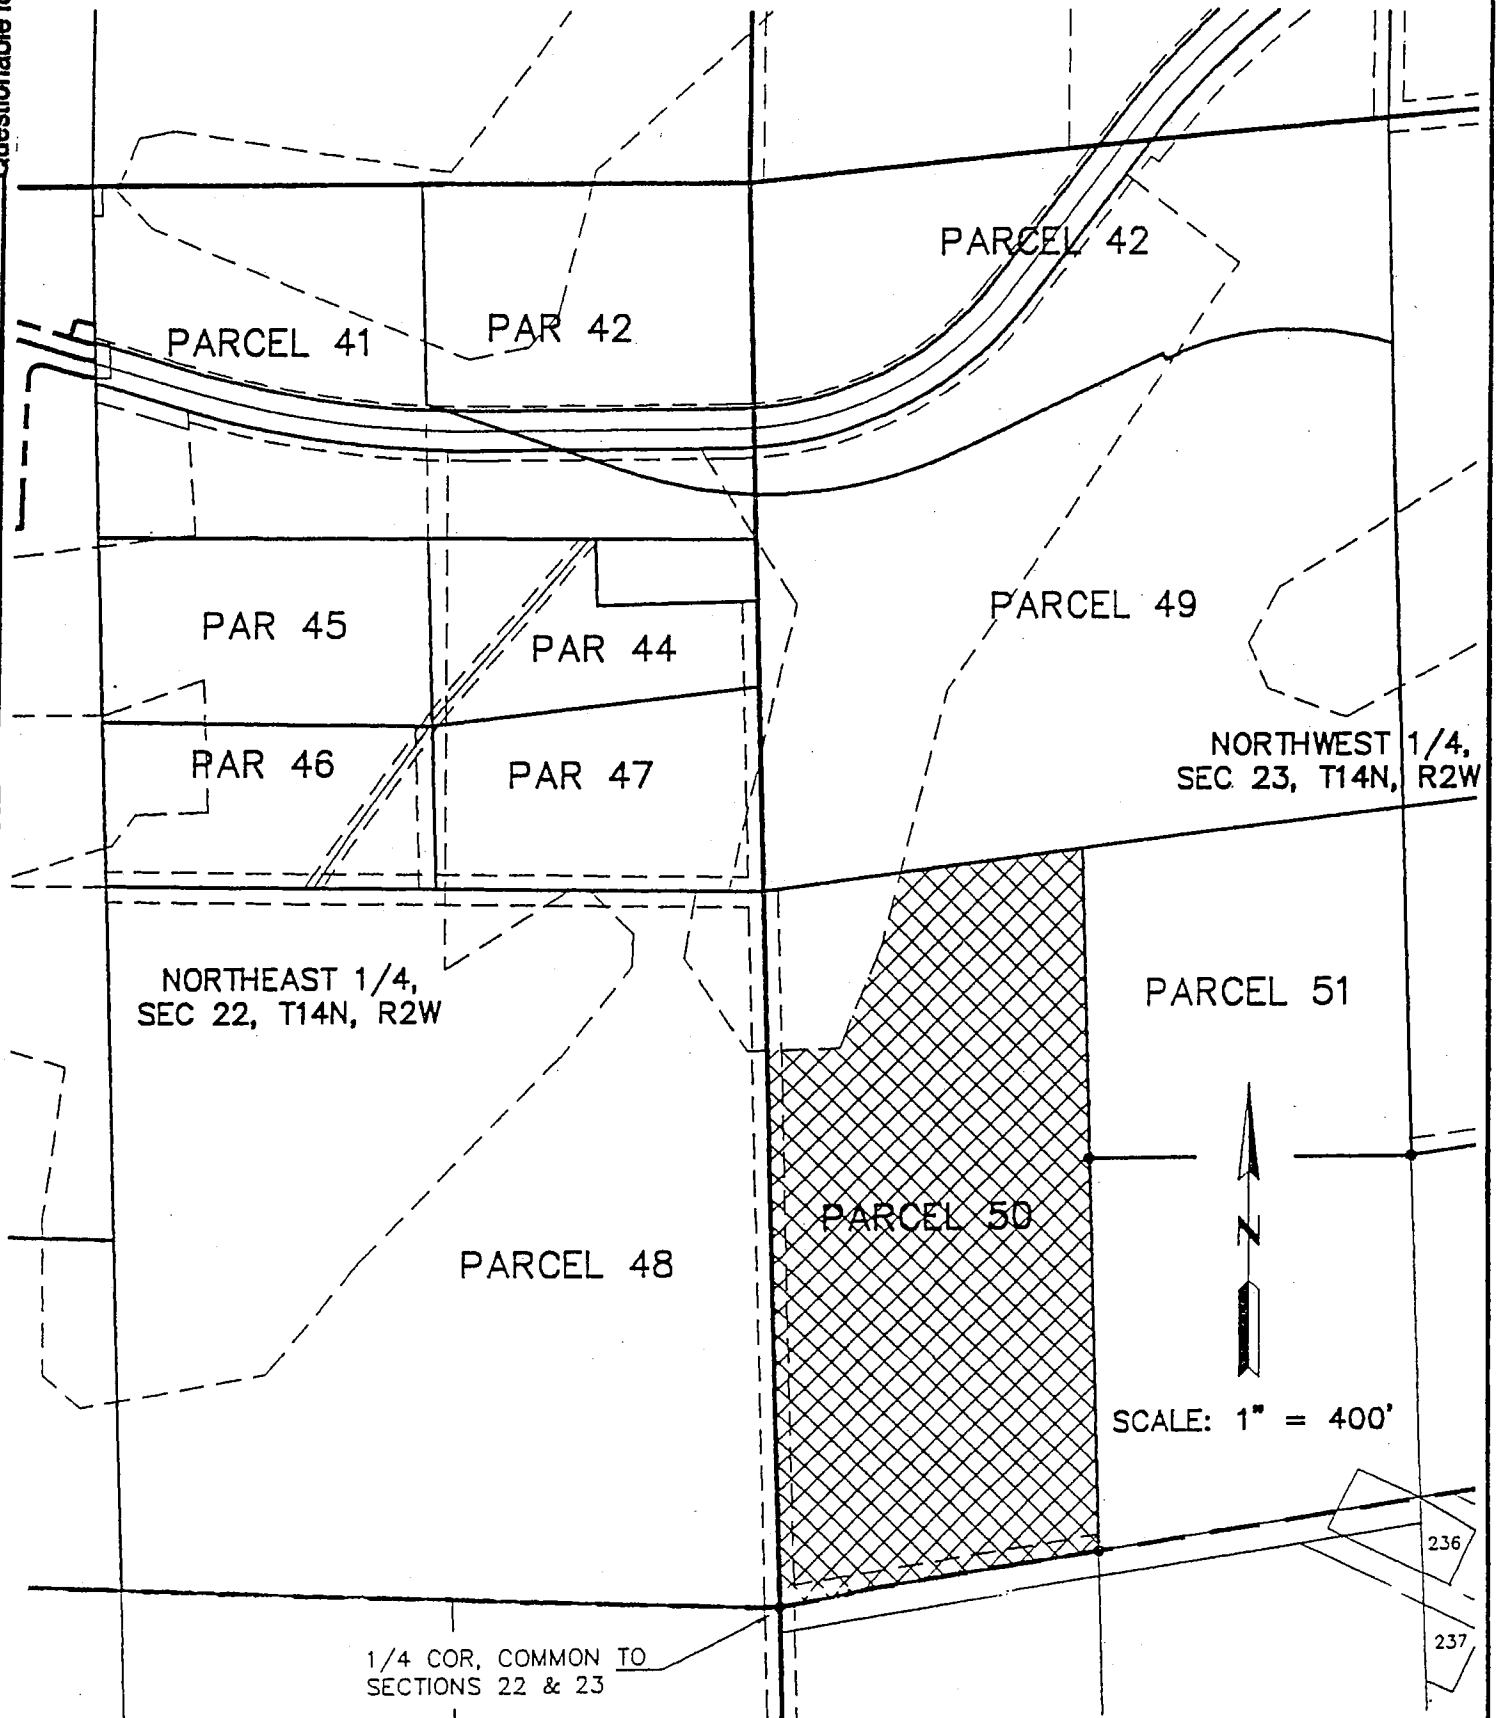 Questionable
PARCEL 42
PARCEL 41
PAR 42
PARCEL 49
PAR 45
PAR 44
NORTHWEST 1/4,
SEC 23, T14N, R2W
PAR 46
PAR 47
NORTHEAST 1/4,
SEC 22, T14N, R2W
PARCEL 51
PARCEL 50
N
PARCEL 48
SCALE: 1" = 400'
236
237
1/4 COR, COMMON TO
SECTIONS 22 & 23